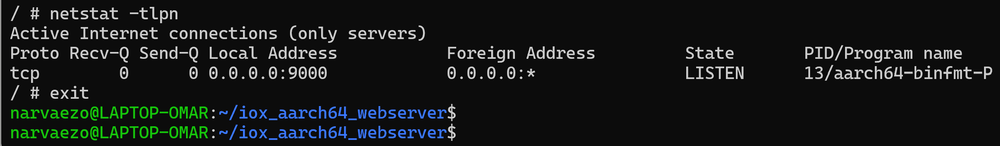 / # netstat -tlpn
Active Internet connections (only servers)
Proto Recv-Q Send-Q Local Address           Foreign Address         State       PID/Program name
tcp        0      0 0.0.0.0:9000            0.0.0.0:*               LISTEN      13/aarch64-binfmt-P
/ # exit
narvaezo@LAPTOP-OMAR:~/iox_aarch64_webserver$
narvaezo@LAPTOP-OMAR:~/iox_aarch64_webserver$